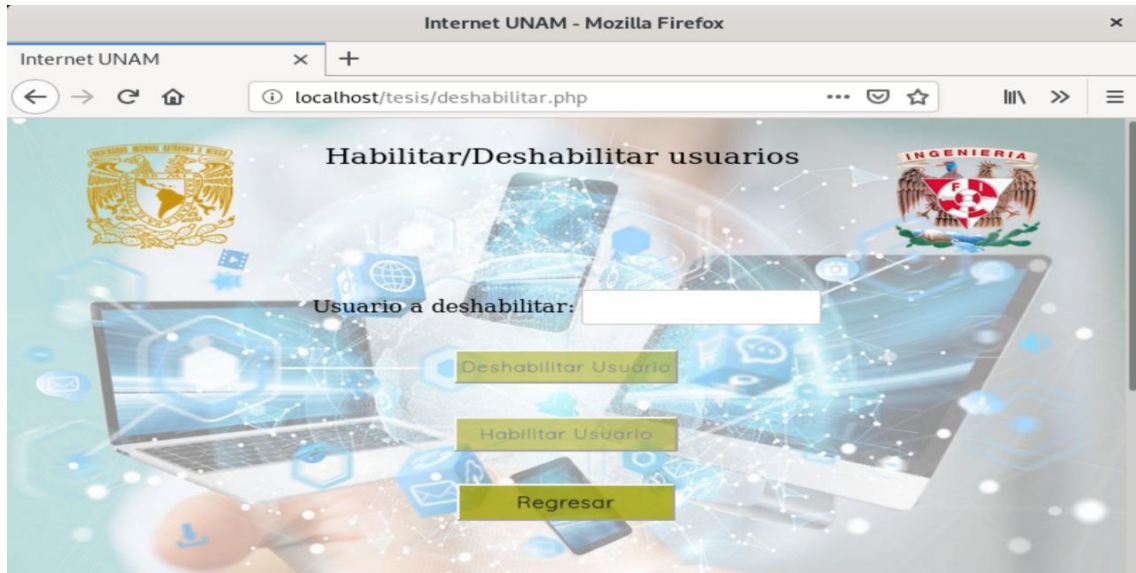 Internet UNAM - Mozilla Firefox
Internet UNAM
localhost/tesis/deshabilitar.php
Habilitar/Deshabilitar usuarios
INGENIERIA
F I
Usuario a deshabilitar:
Deshabilitar Usuario
Habilitar Usuario
Regresar